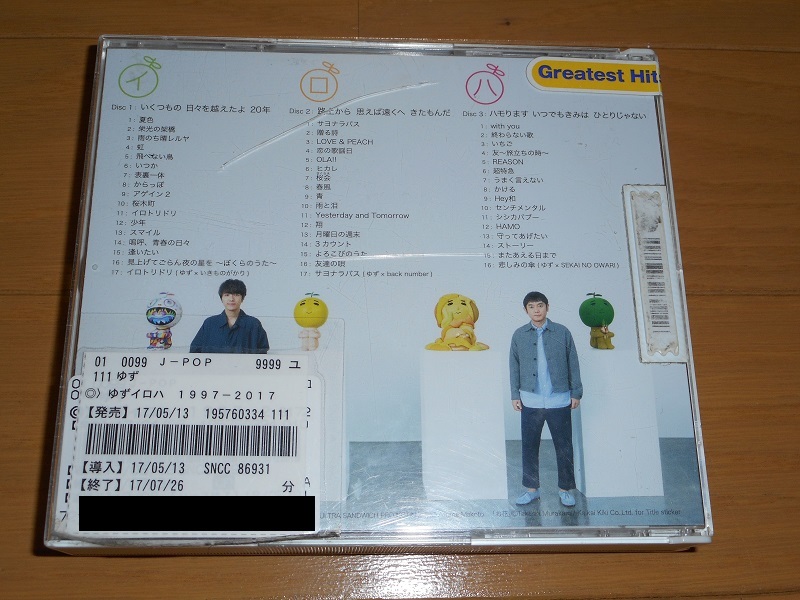 イ
ロ
ハ
Greatest Hits
Disc 1 : いくつもの 日々を越えたよ 20年
1 : 夏色
2 : 栄光の架橋
3 : 雨のち晴レルヤ
4 : 虹
5 : 飛べない鳥
6 : いつか
7 : 表裏一体
8 : からっぽ
9 : アゲイン2
10 : 桜木町
11 : イロトリドリ
12 : 少年
13 : スマイル
14 : 嗚呼、青春の日々
15 : 逢いたい
16 : 見上げてごらん夜の星を ～ぼくらのうた～
17 : イロトリドリ (ゆず × いきものがかり)
Disc 2 : 路上から 思えば遠くへ きたもんだ
1 : サヨナラバス
2 : 贈る詩
3 : LOVE & PEACH
4 : 恋の歌謡日
5 : OLA!!
6 : ヒカレ
7 : 桜会
8 : 春風
9 : 青
10 : 雨と泪
11 : Yesterday and Tomorrow
12 : 翔
13 : 月曜日の週末
14 : 3カウント
15 : よろこびのうた
16 : 友達の唄
17 : サヨナラバス (ゆず × back number)
Disc 3 : ハモります いつでもきみは ひとりじゃない
1 : with you
2 : 終わらない歌
3 : いちご
4 : 友～旅立ちの時～
5 : REASON
6 : 超特急
7 : うまく言えない
8 : かける
9 : Hey和
10 : センチメンタル
11 : シシカバブー
12 : HAMO
13 : 守ってあげたい
14 : ストーリー
15 : またあえる日まで
16 : 悲しみの傘 (ゆず × SEKAI NO OWARI)
01 0099 J-POP 9999 ユ
111 ゆず
◎〉ゆずイロハ 1997-2017
【発売】17/05/13 195760334 111
【導入】17/05/13 SNCC 86931
【終了】17/07/26 分